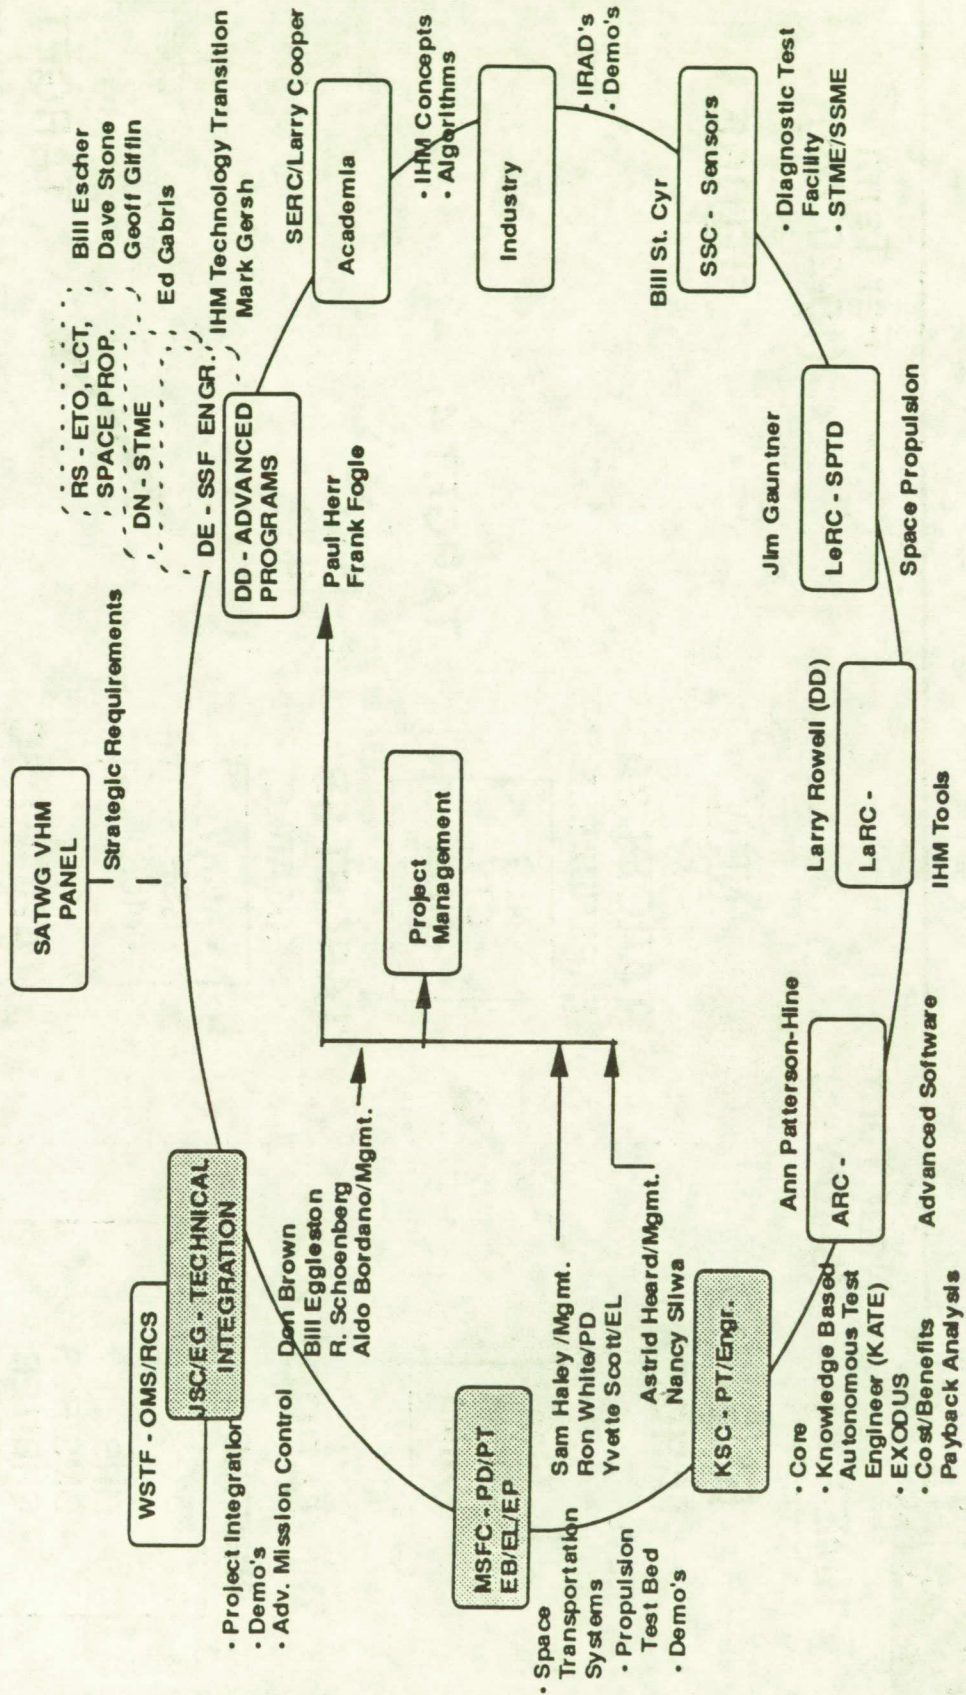 SATWG VHM
PANEL
Strategic Requirements
RS - ETO, LCT,
SPACE PROP.
Bill Escher
Dave Stone
Geoff Giffin
DN - STME
Ed Gabris
DE - SSF ENGR.
IHM Technology Transition
Mark Gersh
DD - ADVANCED
PROGRAMS
Paul Herr
Frank Fogle
SERC/Larry Cooper
Academia
• IHM Concepts
• Algorithms
Industry
• IRAD's
• Demo's
Bill St. Cyr
SSC - Sensors
• Diagnostic Test
Facility
• STME/SSME
Jim Gauntner
LeRC - SPTD
Space Propulsion
Larry Rowell (DD)
LaRC -
IHM Tools
Ann Patterson-Hine
ARC -
Advanced Software
KSC - PT/Engr.
• Core
• Knowledge Based
Autonomous Test
Engineer (KATE)
• EXODUS
• Cost/Benefits
Payback Analysis
Astrid Heard/Mgmt.
Nancy Sliwa
MSFC - PD/PT
EB/EL/EP
• Space
Transportation
Systems
• Propulsion
Test Bed
• Demo's
Sam Haley /Mgmt.
Ron White/PD
Yvette Scott/EL
WSTF - OMS/RCS
JSC/EG - TECHNICAL
INTEGRATION
• Project Integration
• Demo's
• Adv. Mission Control
Don Brown
Bill Eggleston
R. Schoenberg
Aldo Bordano/Mgmt.
Project
Management